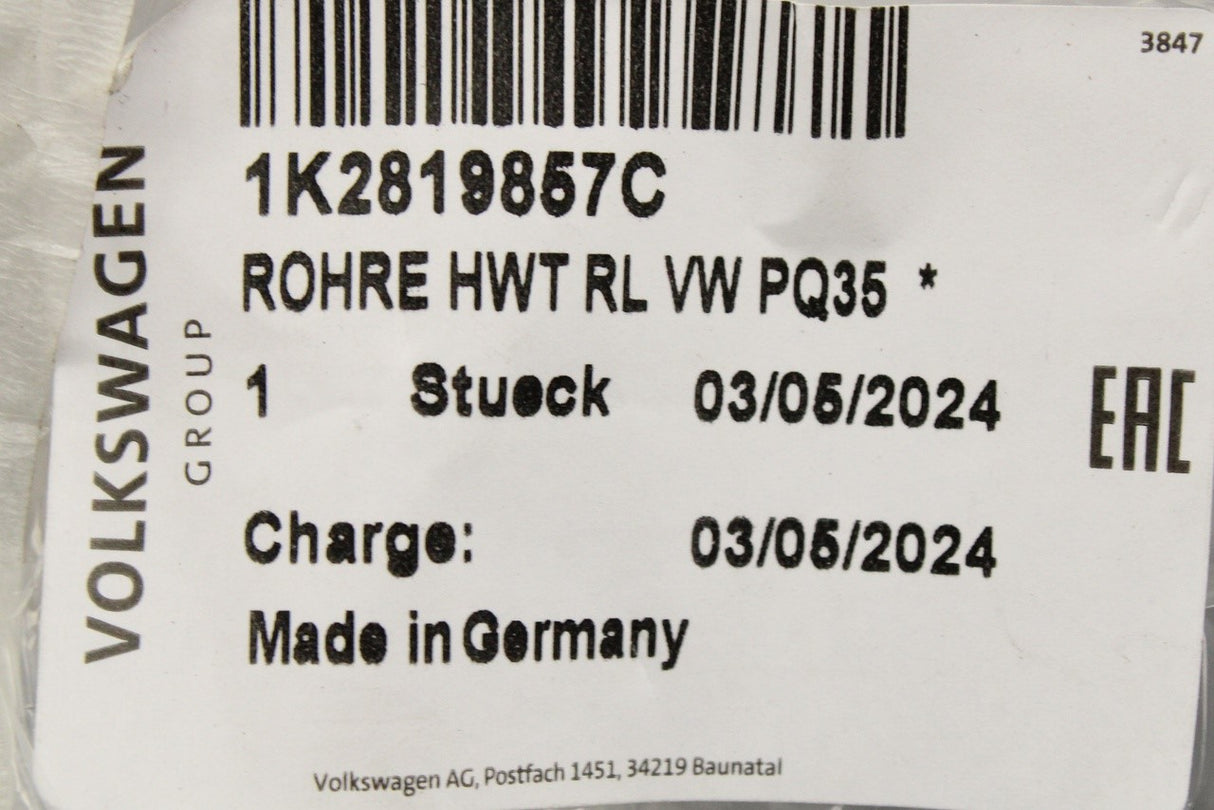 3847
1K2819857C
ROHRE HWT RL VW PQ35 *
1 Stueck 03/05/2024
EAC
Charge: 03/05/2024
Made in Germany
VOLKSWAGEN
GROUP
Volkswagen AG, Postfach 1451, 34219 Baunatal